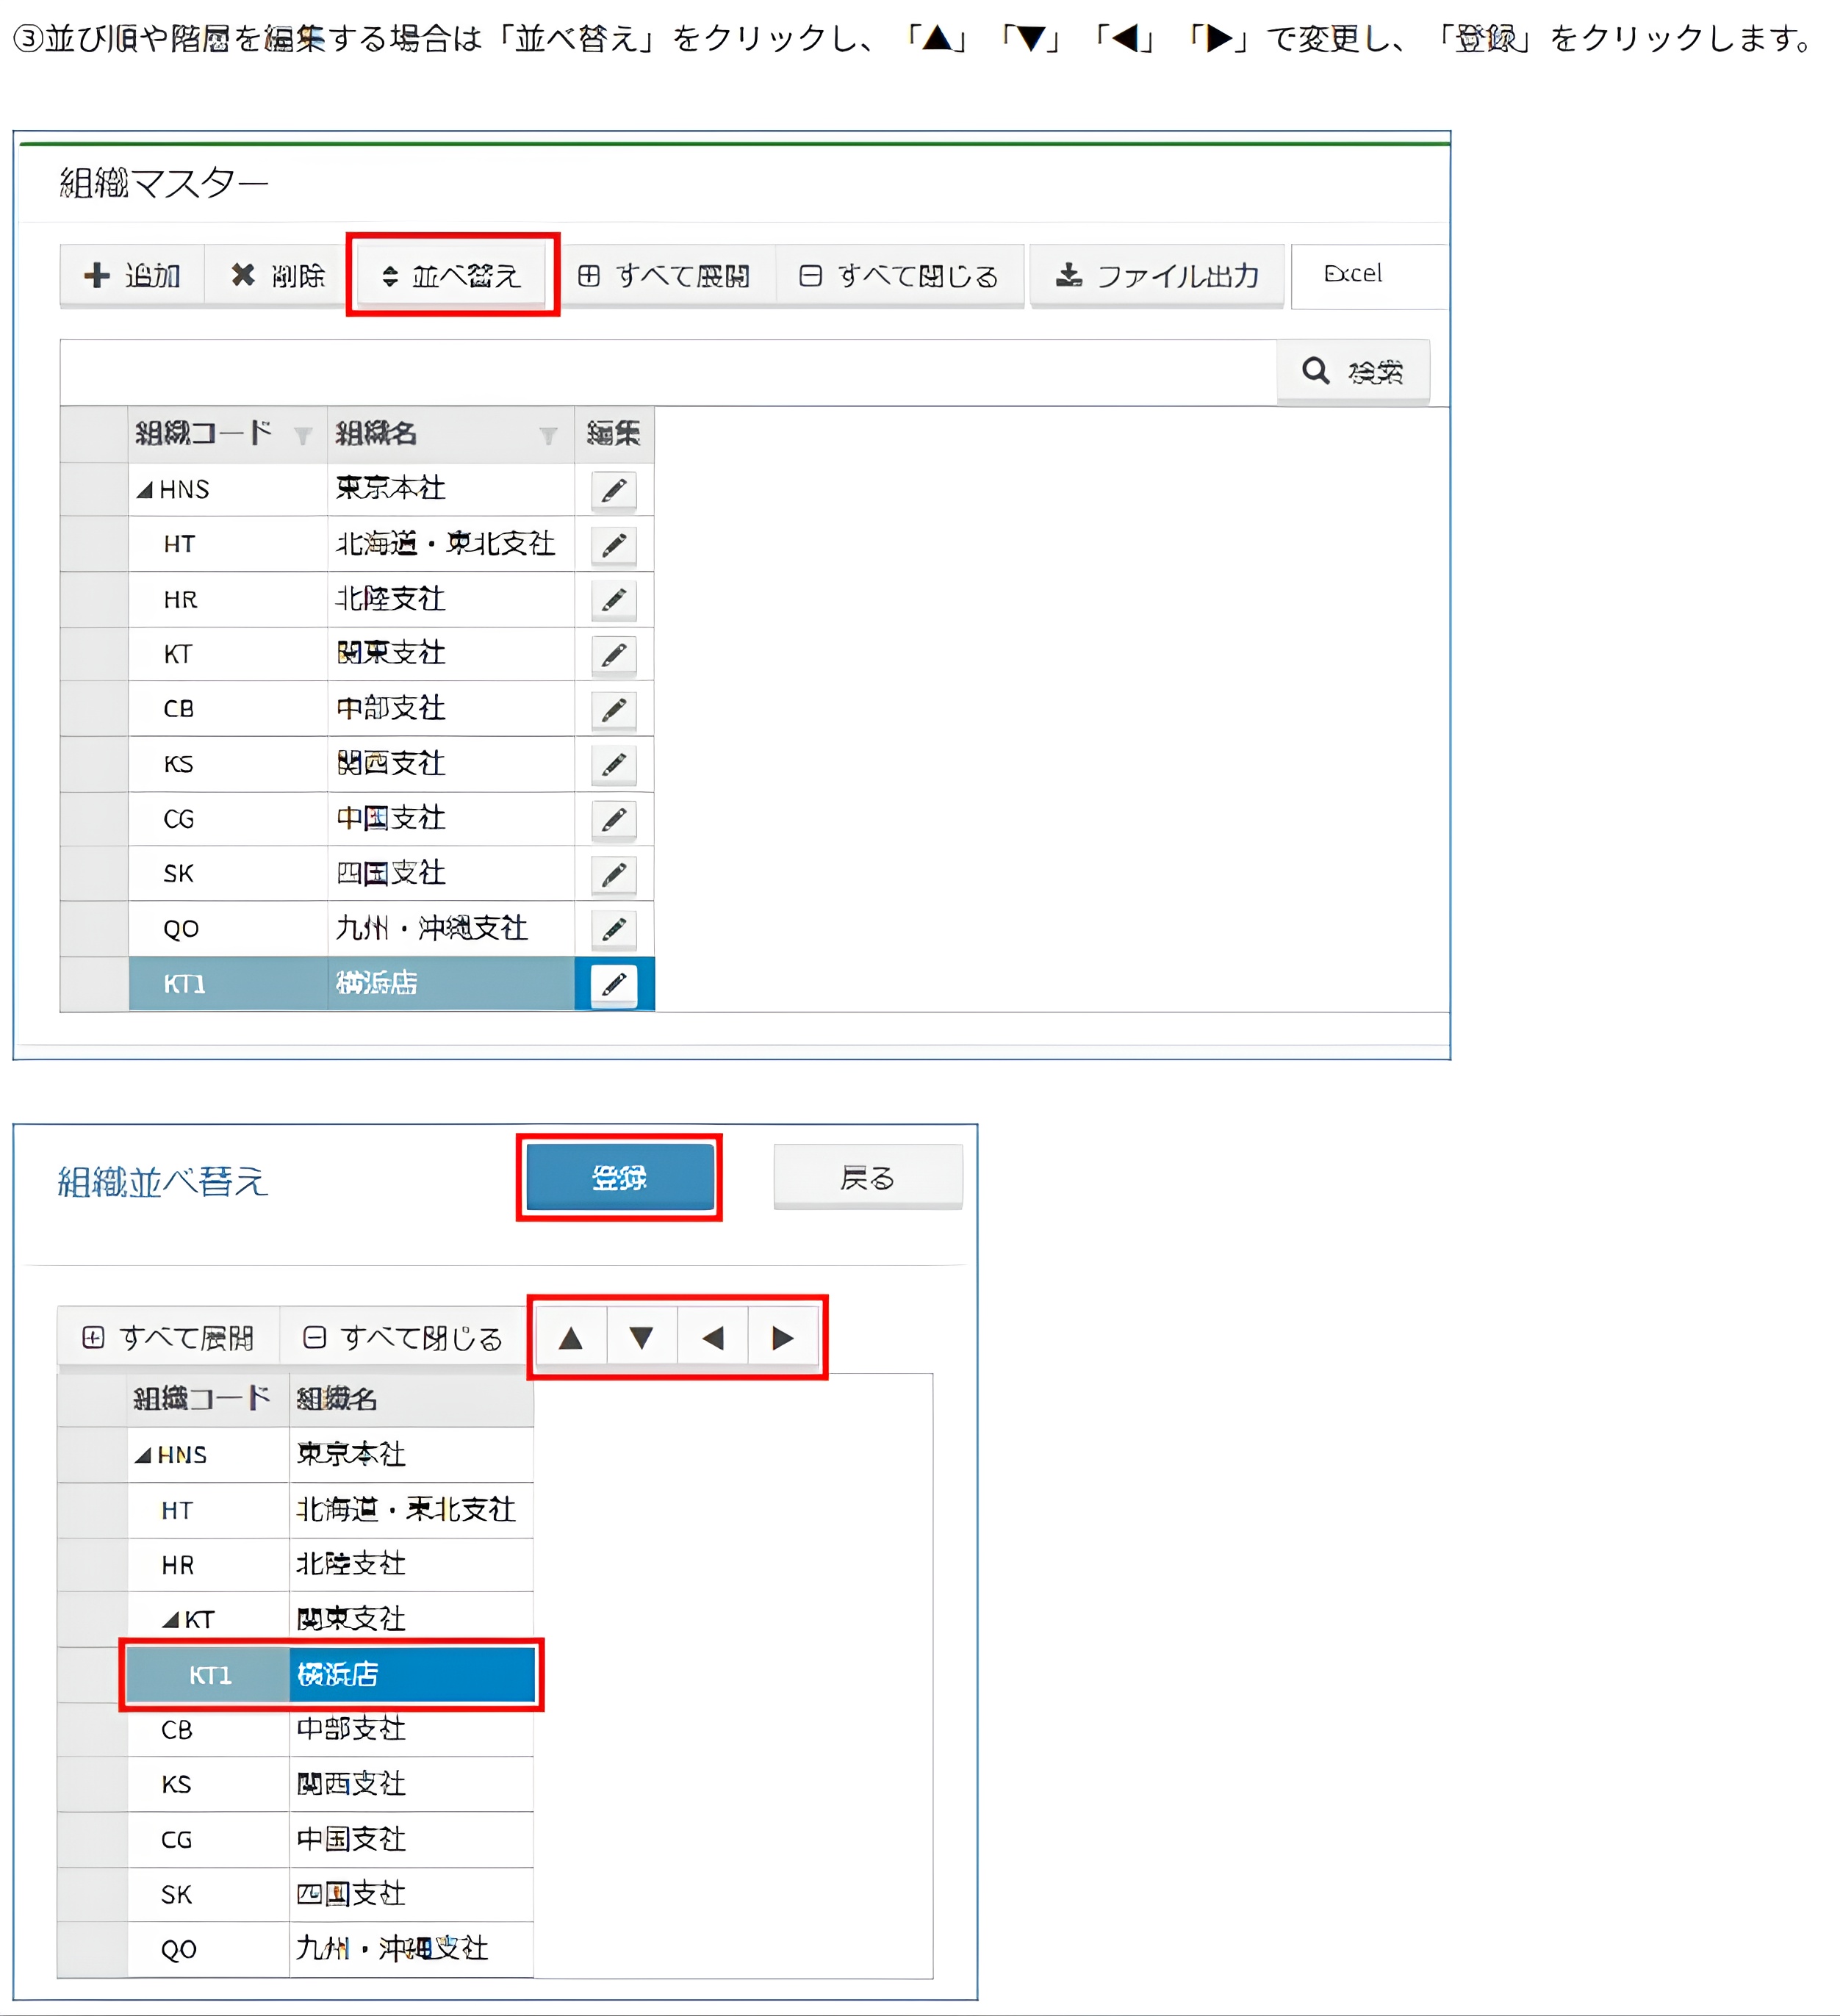 ③並び順や階層を編集する場合は「並べ替え」をクリックし、「▲」「▼」「◀」「▶」で変更し、「登録」をクリックします。
組織マスター
追加 削除 並べ替え すべて展開 すべて閉じる ファイル出力 Excel
検索
組織コード 組織名 編集
HNS 東京本社
HT 北海道・東北支社
HR 北陸支社
KT 関東支社
CB 中部支社
KS 関西支社
CG 中国支社
SK 四国支社
QO 九州・沖縄支社
KT1 横浜店
組織並べ替え 登録 戻る
すべて展開 すべて閉じる ▲ ▼ ◀ ▶
組織コード 組織名
HNS 東京本社
HT 北海道・東北支社
HR 北陸支社
KT 関東支社
KT1 横浜店
CB 中部支社
KS 関西支社
CG 中国支社
SK 四国支社
QO 九州・沖縄支社